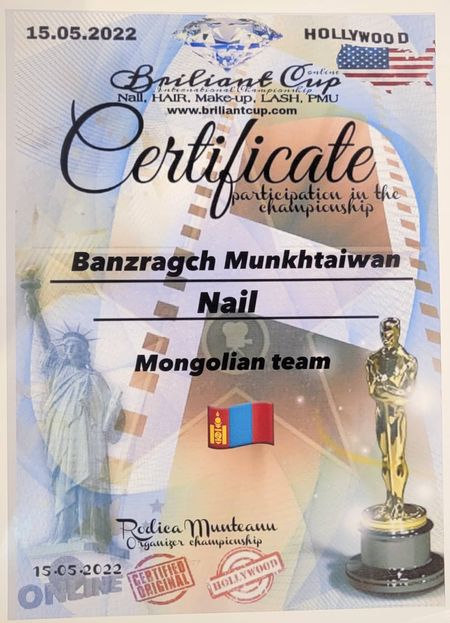 15.05.2022
HOLLYWOOD
Briliant Cup
online
International Championship
Nail, HAIR, Make-up, LASH, PMU
www.briliantcup.com
Certificate
participation in the
championship
Banzragch Munkhtaiwan
Nail
Mongolian team
Rodica Munteanu
Organizer championship
15-05-2022
ONLINE
CERTIFIED
ORIGINAL
HOLLYWOOD